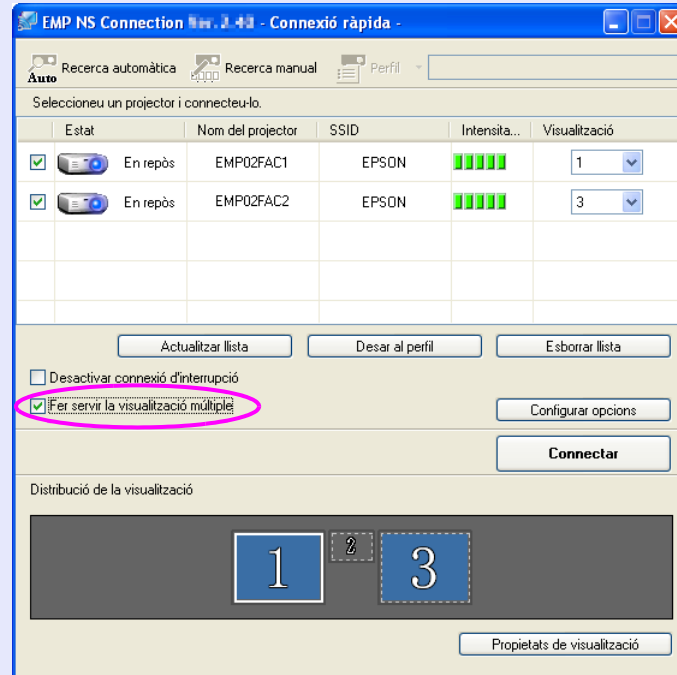 EMP NS Connection Ver. 2.40 - Connexió ràpida -
Auto Recerca automàtica Recerca manual Perfil
Seleccioneu un projector i connecteu-lo.
Estat Nom del projector SSID Intensita... Visualització
En repòs EMP02FAC1 EPSON 1
En repòs EMP02FAC2 EPSON 3
Actualitzar llista Desar al perfil Esborrar llista
Desactivar connexió d'interrupció
Fer servir la visualització múltiple
Configurar opcions
Connectar
Distribució de la visualització
1 2 3
Propietats de visualització